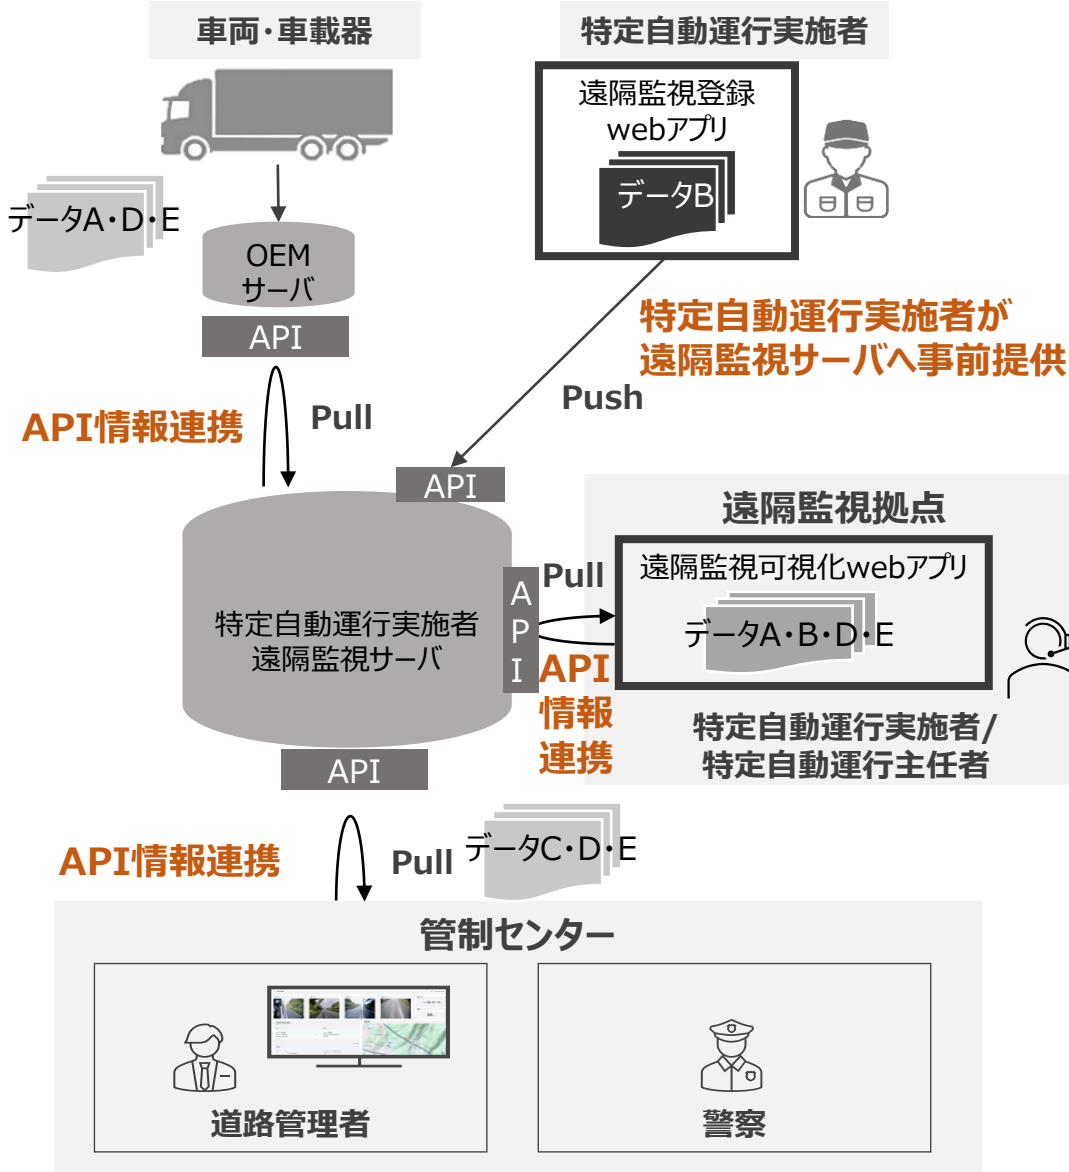 車両・車載器
特定自動運行実施者
遠隔監視登録
webアプリ
データB
データA・D・E
OEM
サーバ
API
特定自動運行実施者が
遠隔監視サーバへ事前提供
Push
API情報連携
Pull
API
遠隔監視拠点
遠隔監視可視化webアプリ
データA・B・D・E
Pull
API
API
情報
連携
特定自動運行実施者
遠隔監視サーバ
特定自動運行実施者/
特定自動運行主任者
API
API情報連携
Pull
データC・D・E
管制センター
道路管理者
警察